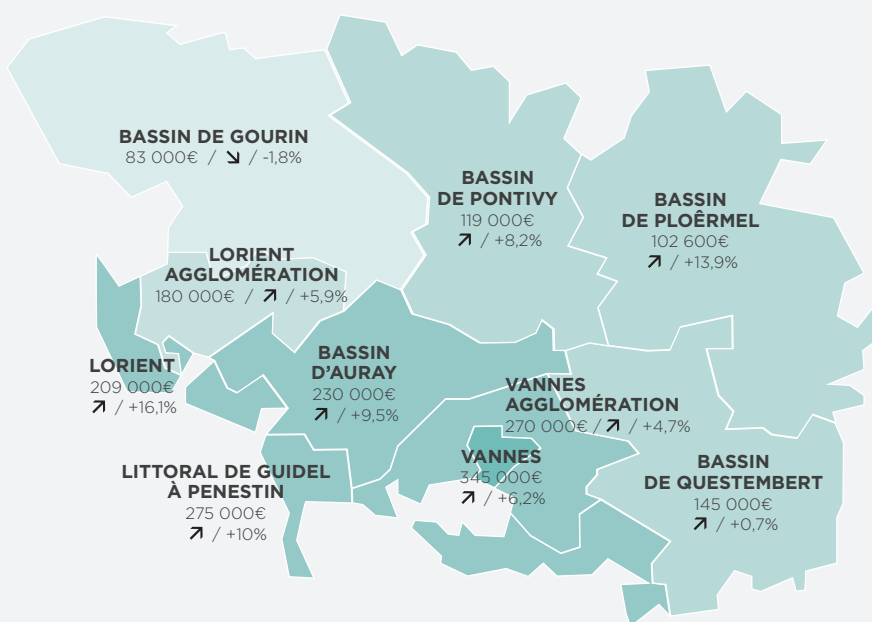 BASSIN DE GOURIN
83 000€ / ↘ / -1,8%
BASSIN
DE PONTIVY
119 000€
↗ / +8,2%
BASSIN
DE PLOÊRMEL
102 600€
↗ / +13,9%
LORIENT
AGGLOMÉRATION
180 000€ / ↗ / +5,9%
LORIENT
209 000€
↗ / +16,1%
BASSIN
D'AURAY
230 000€
↗ / +9,5%
VANNES
AGGLOMÉRATION
270 000€ / ↗ / +4,7%
VANNES
345 000€
↗ / +6,2%
LITTORAL DE GUIDEL
À PENESTIN
275 000€
↗ / +10%
BASSIN
DE QUESTEMBERT
145 000€
↗ / +0,7%